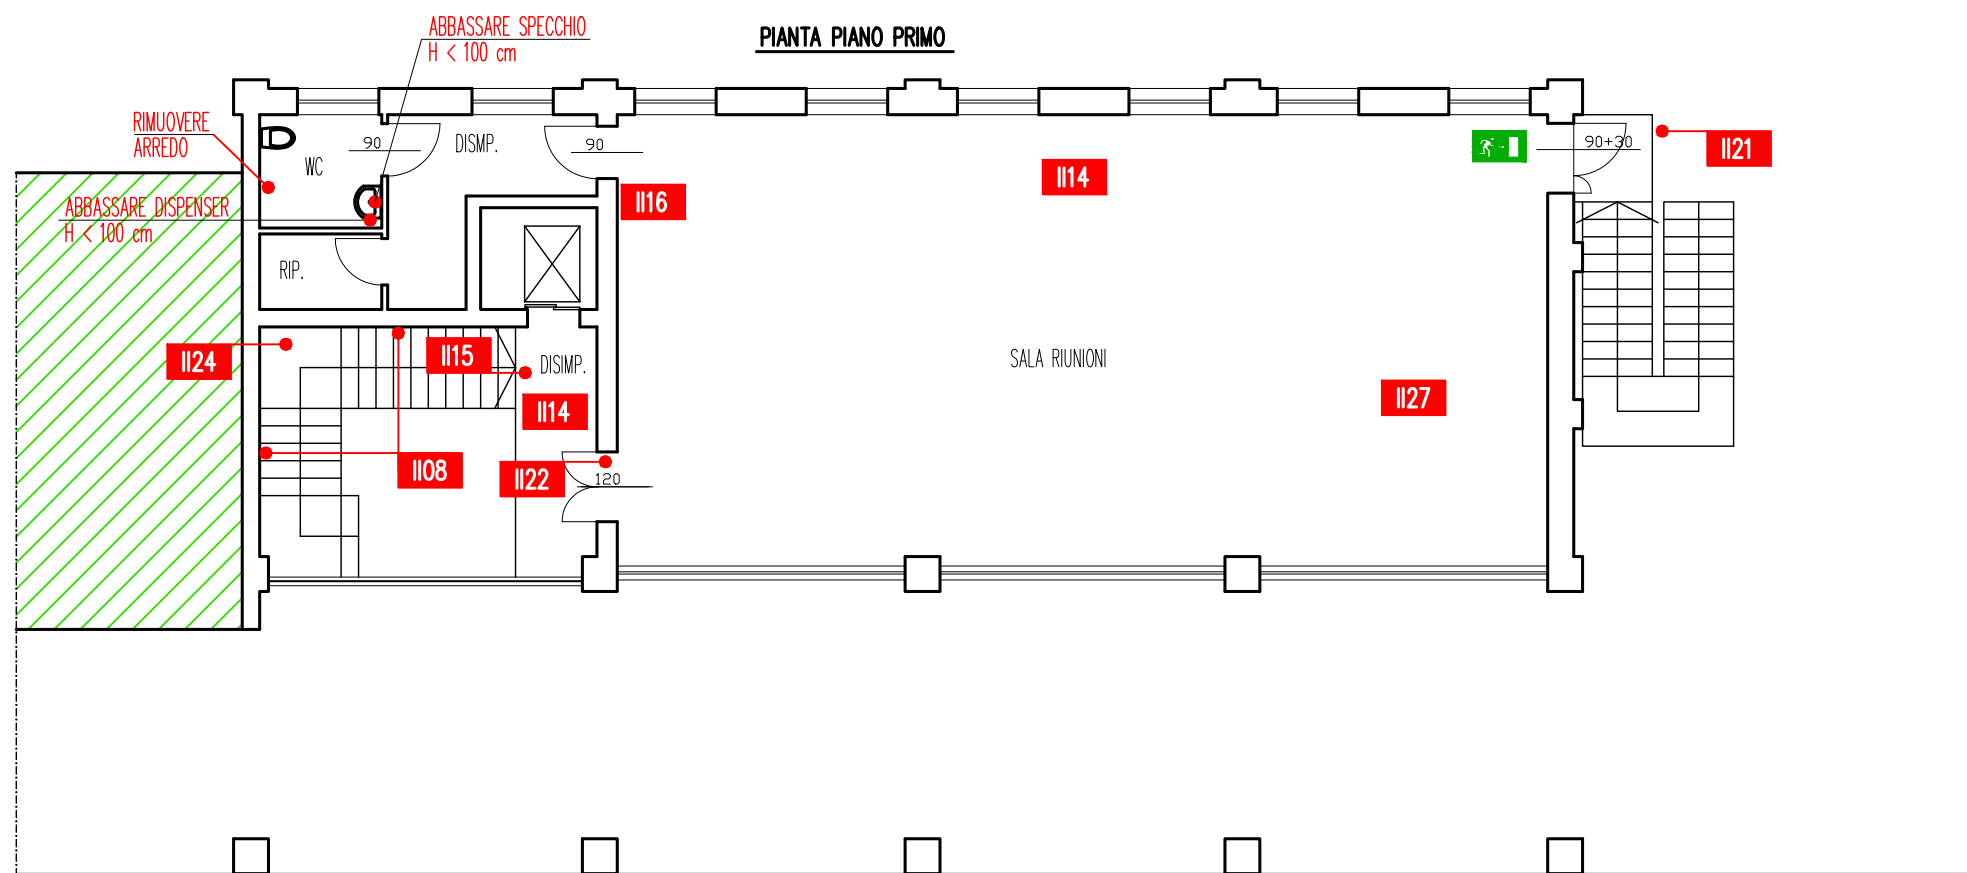 ABBASSARE SPECCHIO
H < 100 cm
PIANTA PIANO PRIMO
RIMUOVERE
ARREDO
90
DISMP.
90
90+30
II21
WC
II14
II16
ABBASSARE DISPENSER
H < 100 cm
RIP.
II24
II15
DISIMP.
SALA RIUNIONI
II14
II27
II08
II22
120